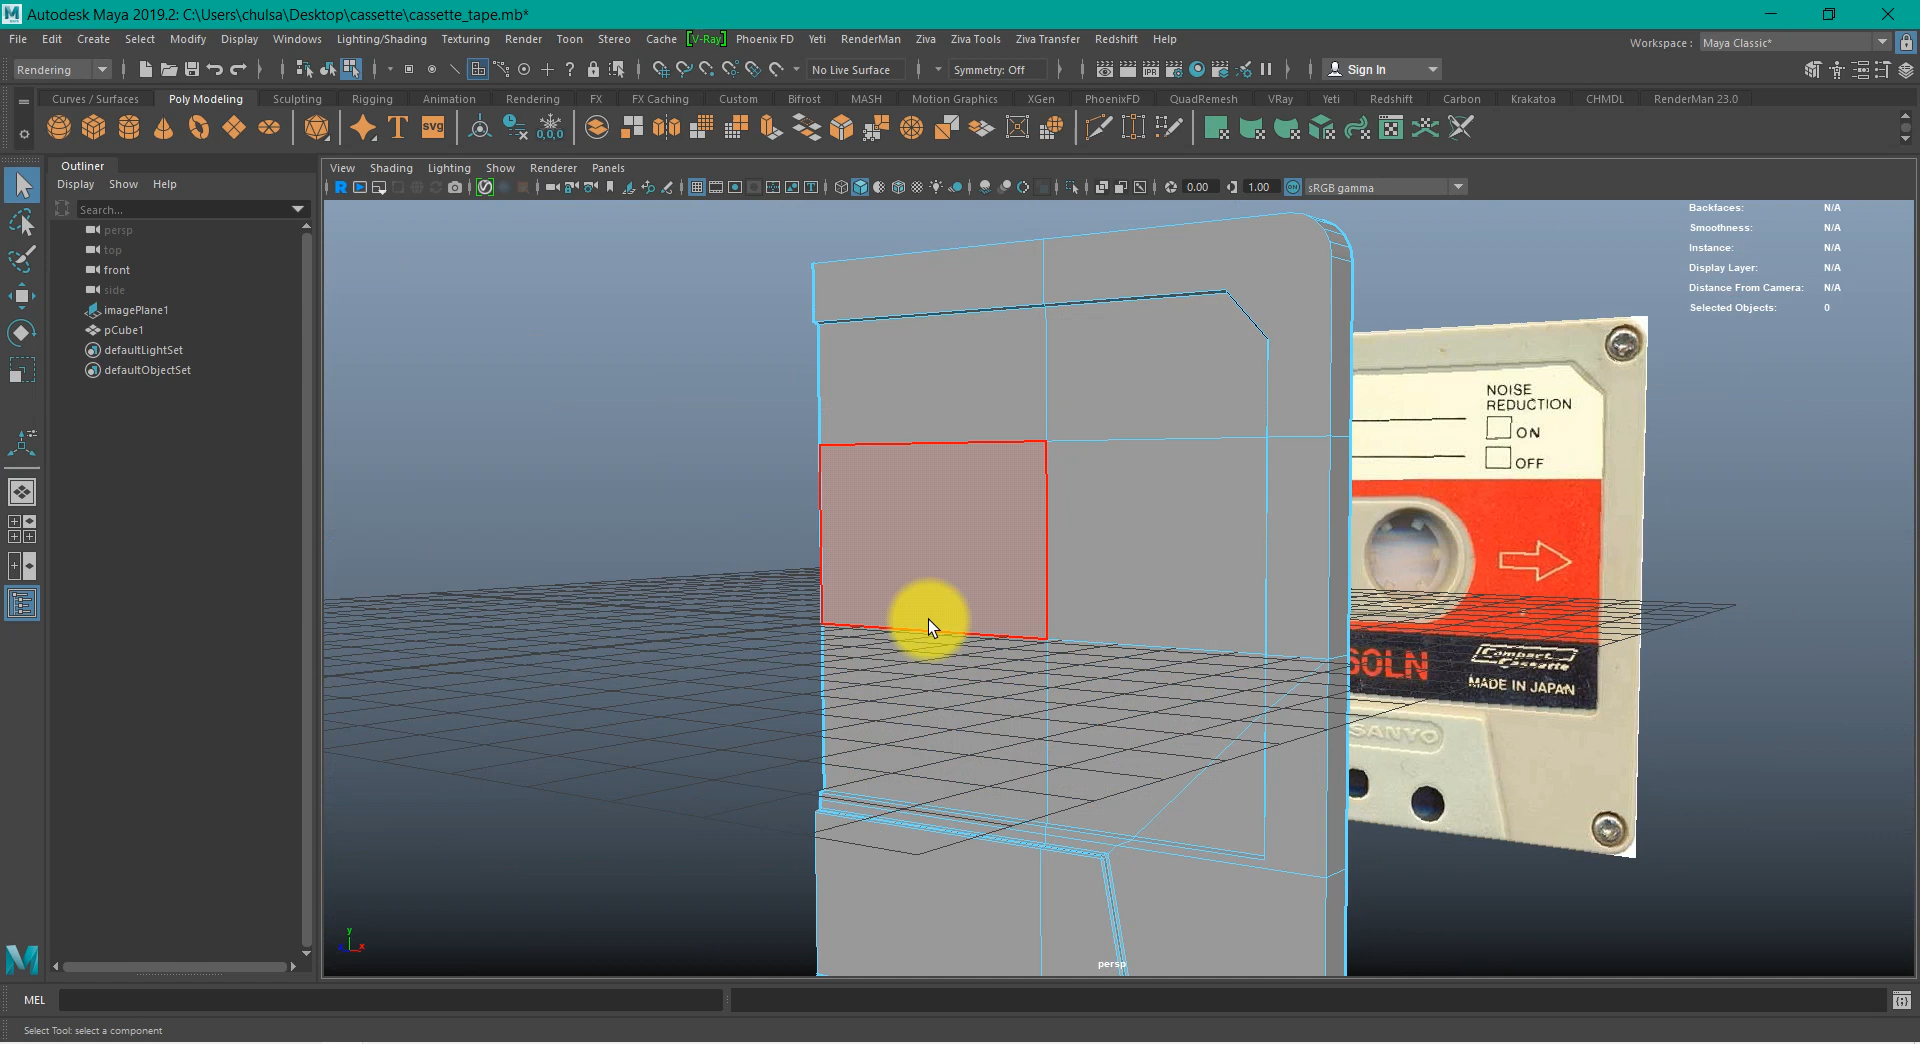 Autodesk Maya 2019.2: C:\Users\chulsa\Desktop\cassette\cassette_tape.mb*
File Edit Create Select Modify Display Windows Lighting/Shading Texturing Render Toon Stereo Cache [V-Ray] Phoenix FD Yeti RenderMan Ziva Ziva Tools Ziva Transfer Redshift Help Workspace : Maya Classic*
Rendering No Live Surface Symmetry: Off Sign In
Curves / Surfaces Poly Modeling Sculpting Rigging Animation Rendering FX FX Caching Custom Bifrost MASH Motion Graphics XGen PhoenixFD QuadRemesh VRay Yeti Redshift Carbon Krakatoa CHMDL RenderMan 23.0
SVG
Outliner
Display Show Help
Search...
persp
top
front
side
imagePlane1
pCube1
defaultLightSet
defaultObjectSet
View Shading Lighting Show Renderer Panels
0.00 1.00 sRGB gamma
Backfaces: N/A
Smoothness: N/A
Instance: N/A
Display Layer: N/A
Distance From Camera: N/A
Selected Objects: 0
NOISE
REDUCTION
ON
OFF
OLN
Compact
Cassette
MADE IN JAPAN
SANYO
y
x
persp
MEL
Select Tool: select a component